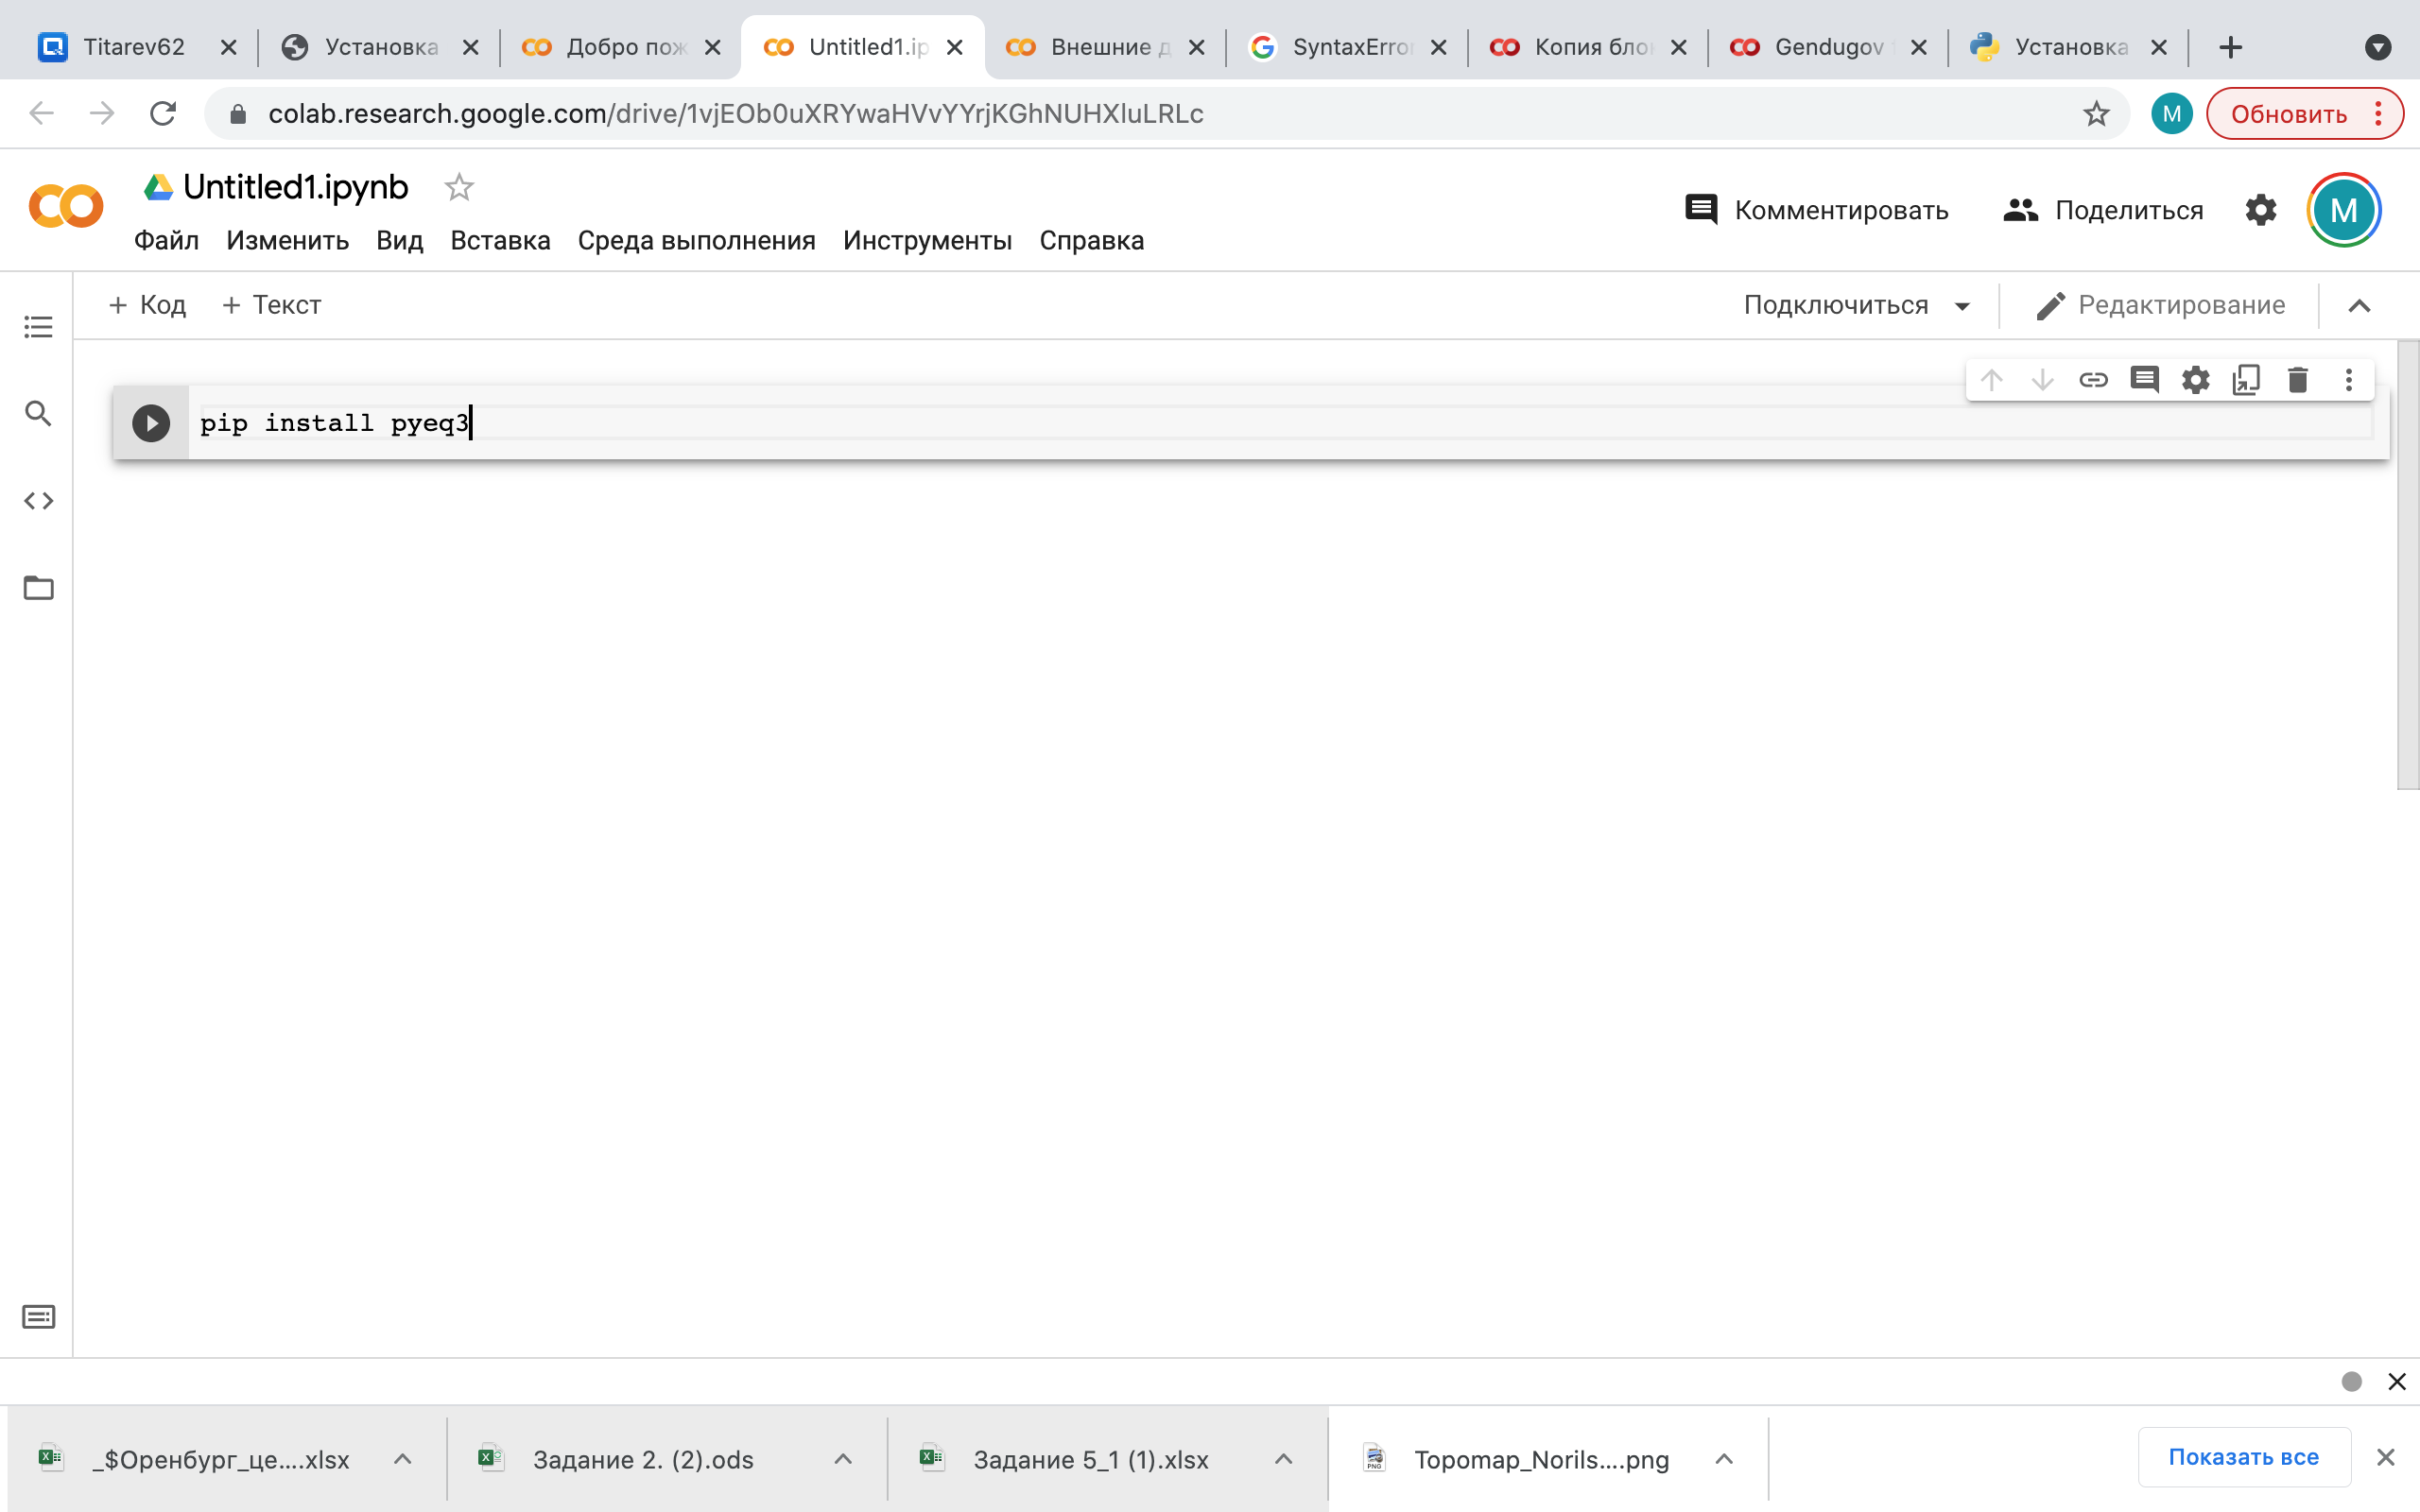 Titarev62
Установка
Добро пож
Untitled1.ip
Внешние д
SyntaxError
Копия блок
Gendugov
Установка
colab.research.google.com/drive/1vjEOb0uXRYwaHVvYYrjKGhNUHXluLRLc
M
Обновить
Untitled1.ipynb
Файл Изменить Вид Вставка Среда выполнения Инструменты Справка
Комментировать
Поделиться
M
+ Код + Текст
Подключиться
Редактирование
pip install pyeq3
_$Оренбург_це....xlsx
Задание 2. (2).ods
Задание 5_1 (1).xlsx
Topomap_Norils....png
Показать все